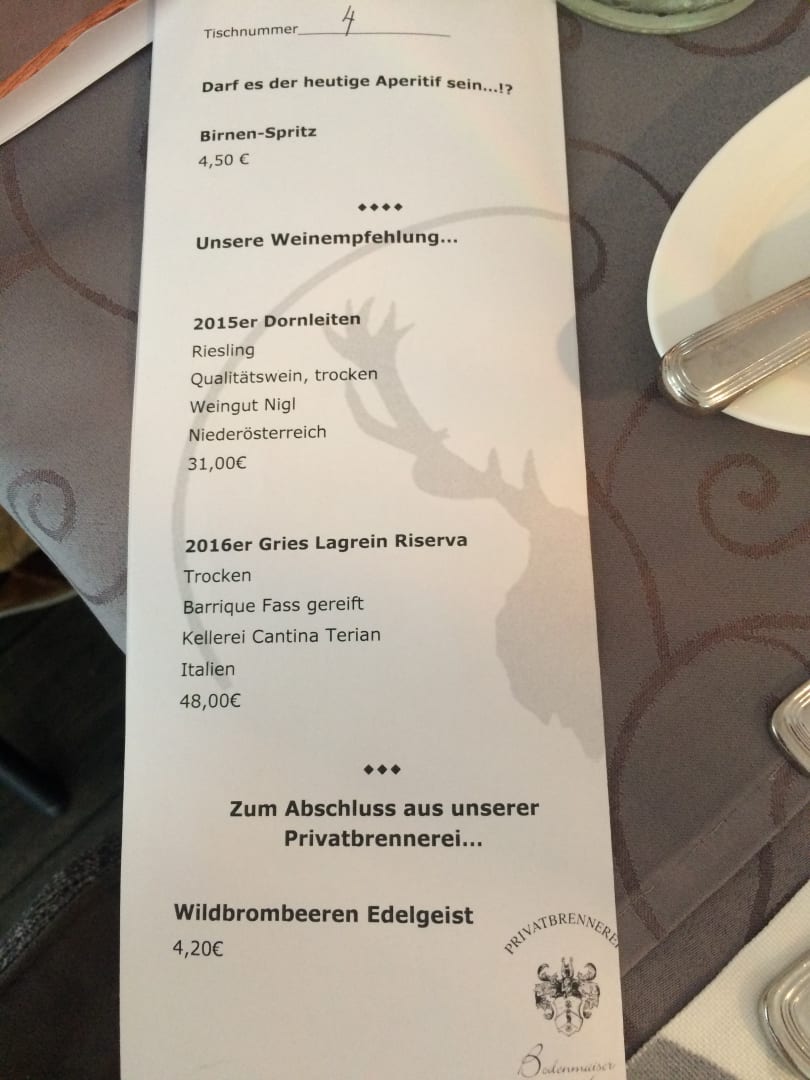 Tischnummer 4
Darf es der heutige Aperitif sein...!?
Birnen-Spritz
4,50 €
Unsere Weinempfehlung...
2015er Dornleiten
Riesling
Qualitätswein, trocken
Weingut Nigl
Niederösterreich
31,00€
2016er Gries Lagrein Riserva
Trocken
Barrique Fass gereift
Kellerei Cantina Terlan
Italien
48,00€
Zum Abschluss aus unserer
Privatbrennerei...
Wildbrombeeren Edelgeist
4,20€
PRIVATBRENNEREI
Bodenmaiser